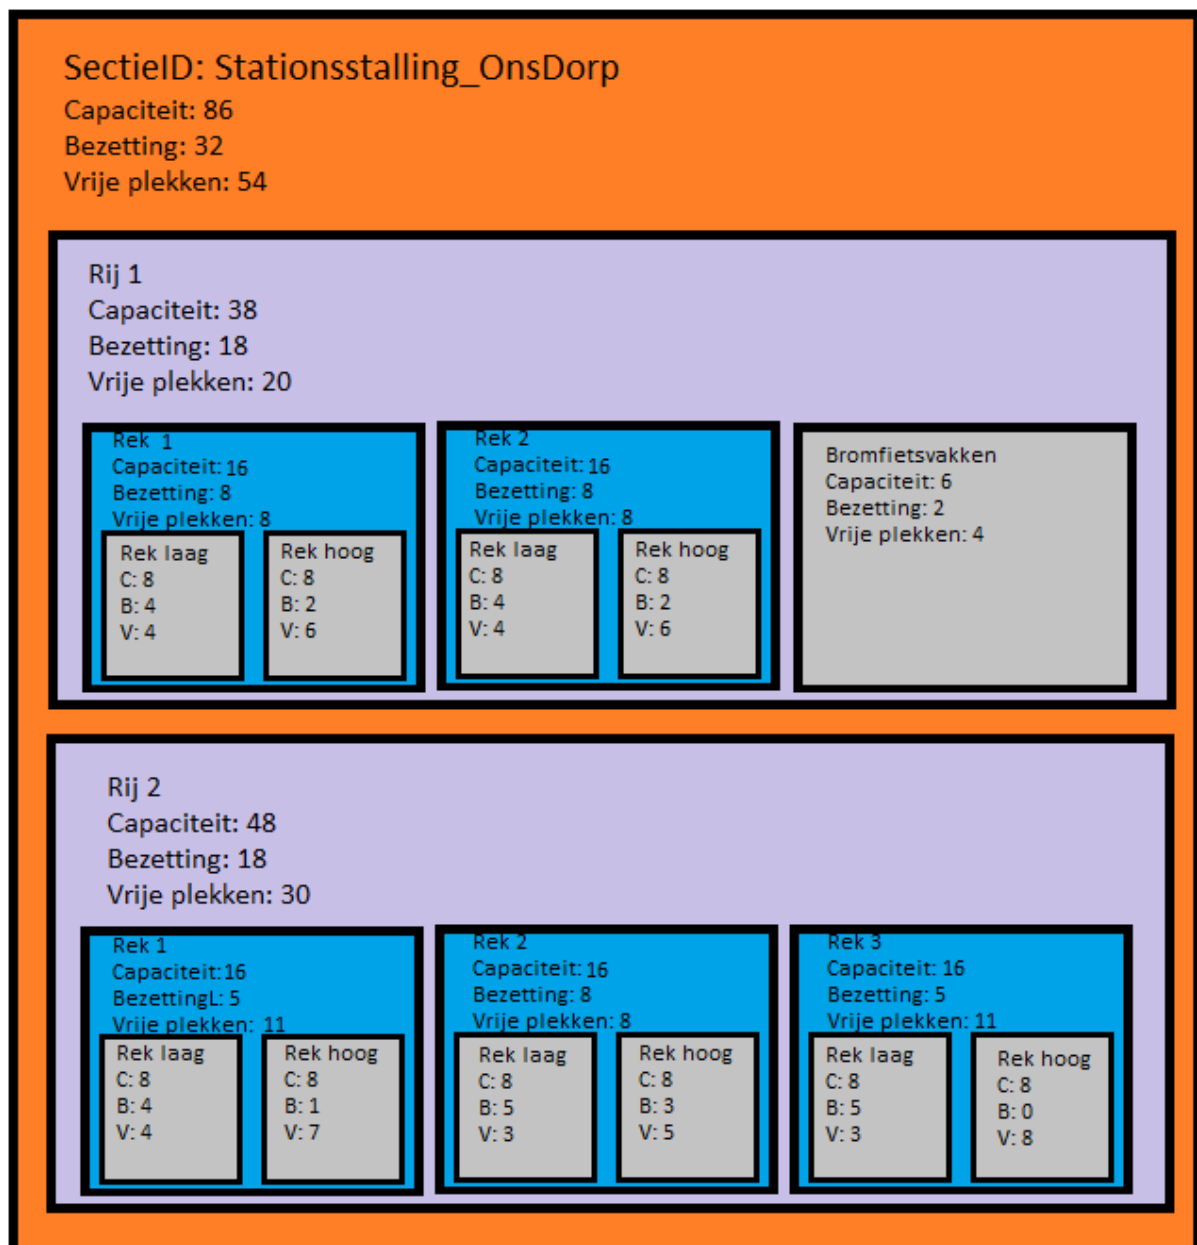 SectieID: Stationsstalling_OnsDorp
Capaciteit: 86
Bezetting: 32
Vrije plekken: 54
Rij 1
Capaciteit: 38
Bezetting: 18
Vrije plekken: 20
Rek 1
Capaciteit: 16
Bezetting: 8
Vrije plekken: 8
Rek laag
C: 8
B: 4
V: 4
Rek hoog
C: 8
B: 2
V: 6
Rek 2
Capaciteit: 16
Bezetting: 8
Vrije plekken: 8
Rek laag
C: 8
B: 4
V: 4
Rek hoog
C: 8
B: 2
V: 6
Bromfietsvakken
Capaciteit: 6
Bezetting: 2
Vrije plekken: 4
Rij 2
Capaciteit: 48
Bezetting: 18
Vrije plekken: 30
Rek 1
Capaciteit: 16
BezettingL: 5
Vrije plekken: 11
Rek laag
C: 8
B: 4
V: 4
Rek hoog
C: 8
B: 1
V: 7
Rek 2
Capaciteit: 16
Bezetting: 8
Vrije plekken: 8
Rek laag
C: 8
B: 5
V: 3
Rek hoog
C: 8
B: 3
V: 5
Rek 3
Capaciteit: 16
Bezetting: 5
Vrije plekken: 11
Rek laag
C: 8
B: 5
V: 3
Rek hoog
C: 8
B: 0
V: 8